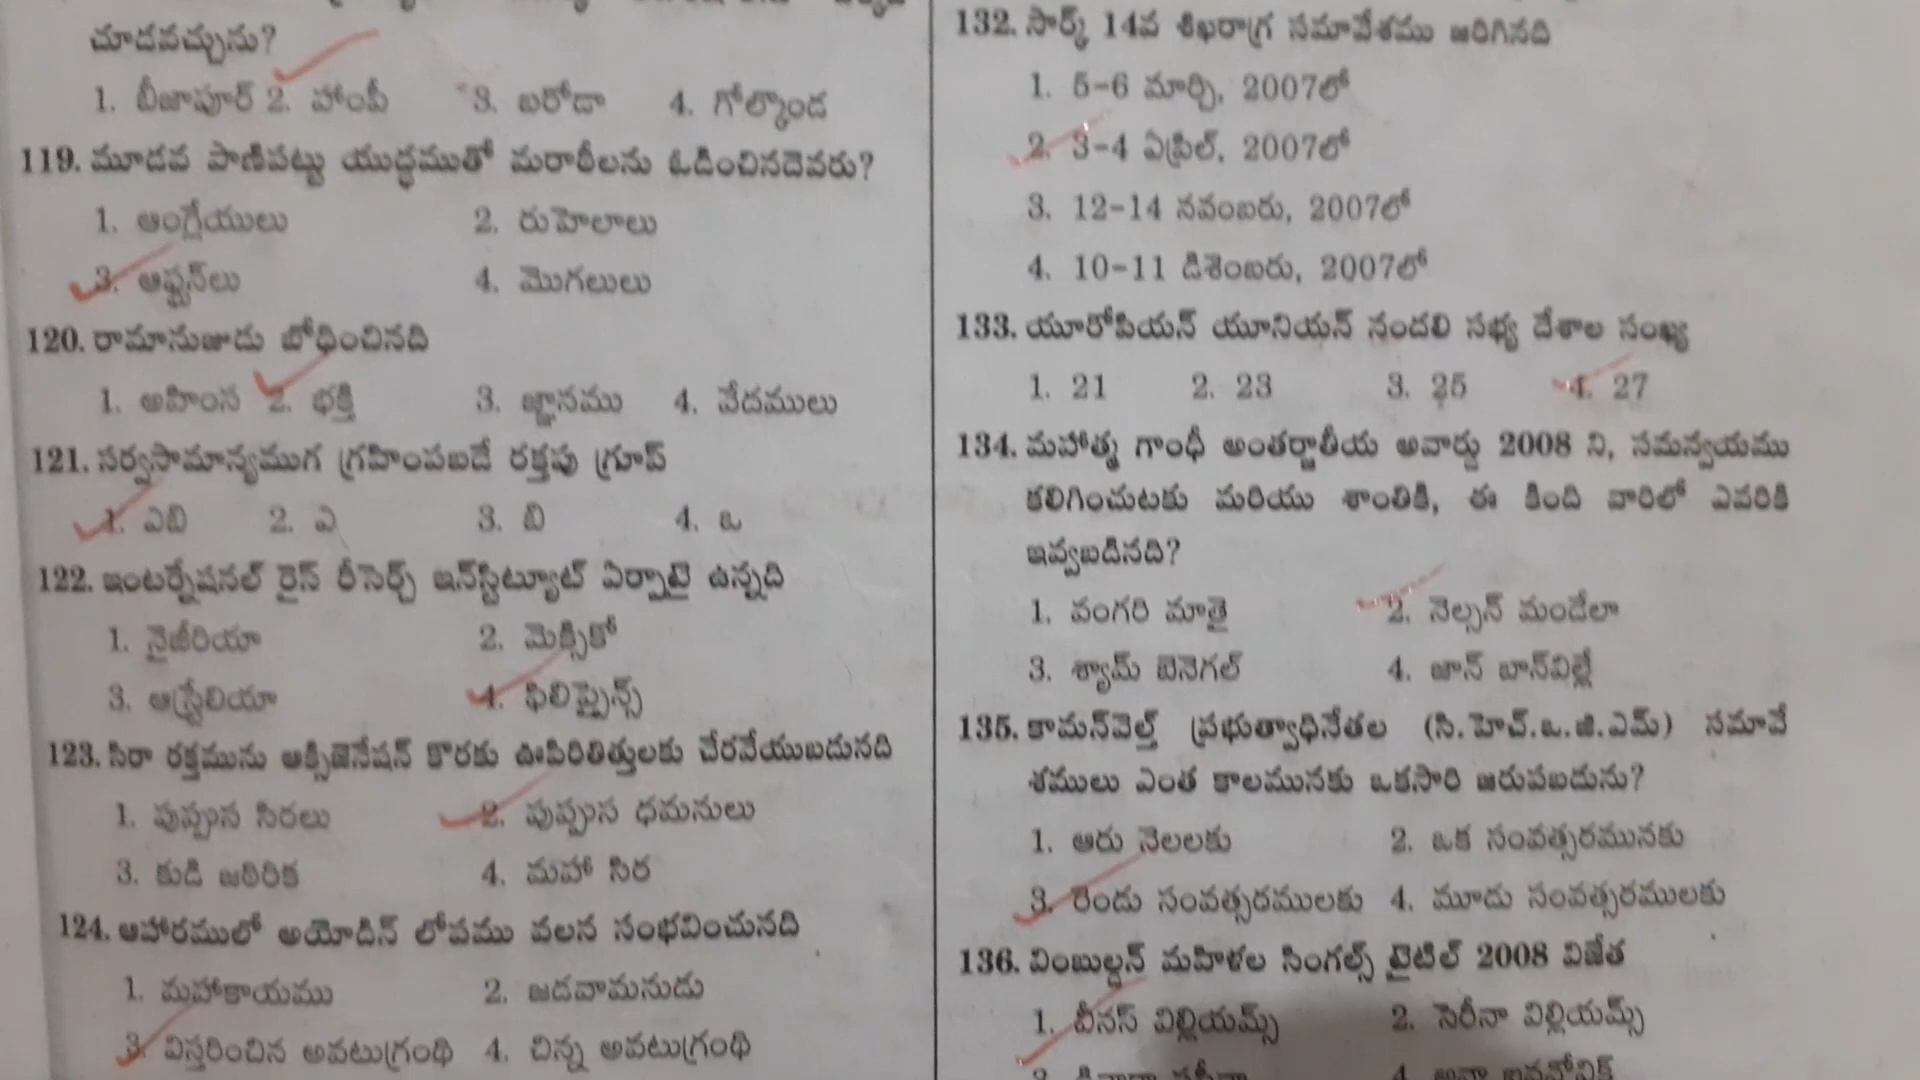 చూడవచ్చును?
1. బీజాపూర్ 2. హంపీ 3. బరోడా 4. గోల్కొండ
119. మూడవ పాణిపట్టు యుద్ధముతో మరాఠీలను ఓడించినదెవరు?
1. ఆంగ్లేయులు 2. రుహెలాలు
3. ఆఫ్ఘన్‌లు 4. మొగలులు
120. రామానుజుడు బోధించినది
1. అహింస 2. భక్తి 3. జ్ఞానము 4. వేదములు
121. సర్వసామాన్యముగ గ్రహింపబడే రక్తపు గ్రూప్
1. ఎబి 2. ఎ 3. బి 4. ఒ
122. ఇంటర్నేషనల్ రైస్ రీసెర్చ్ ఇన్‌స్టిట్యూట్ ఏర్పాటై ఉన్నది
1. నైజీరియా 2. మెక్సికో
3. ఆస్ట్రేలియా 4. ఫిలిప్పైన్స్
123. సిరా రక్తమును ఆక్సిజెనేషన్ కొరకు ఊపిరితిత్తులకు చేరవేయుబడునది
1. పుప్పుస సిరలు 2. పుప్పుస ధమనులు
3. కుడి జఠరిక 4. మహా సిర
124. ఆహారములో అయోడిన్ లోపము వలన సంభవించునది
1. మహాకాయము 2. జడవామనుడు
3. విస్తరించిన అవటుగ్రంథి 4. చిన్న అవటుగ్రంథి
132. సార్క్ 14వ శిఖరాగ్ర సమావేశము జరిగినది
1. 5-6 మార్చి, 2007లో
2. 3-4 ఏప్రిల్, 2007లో
3. 12-14 నవంబరు, 2007లో
4. 10-11 డిశెంబరు, 2007లో
133. యూరోపియన్ యూనియన్ నందలి సభ్య దేశాల సంఖ్య
1. 21 2. 23 3. 25 4. 27
134. మహాత్మ గాంధీ అంతర్జాతీయ అవార్డు 2008 ని, సమన్వయము
కలిగించుటకు మరియు శాంతికి, ఈ కింది వారిలో ఎవరికి
ఇవ్వబడినది?
1. వంగరి మాతై 2. నెల్సన్ మండేలా
3. శ్యామ్ బెనెగల్ 4. జాన్ బాన్‌విల్లే
135. కామన్‌వెల్త్ ప్రభుత్వాధినేతల (సి.హెచ్.ఒ.జి.ఎమ్) సమావే
శములు ఎంత కాలమునకు ఒకసారి జరుపబడును?
1. ఆరు నెలలకు 2. ఒక సంవత్సరమునకు
3. రెండు సంవత్సరములకు 4. మూడు సంవత్సరములకు
136. వింబుల్డన్ మహిళల సింగల్స్ టైటిల్ 2008 విజేత
1. వీనస్ విల్లియమ్స్ 2. సెరీనా విల్లియమ్స్